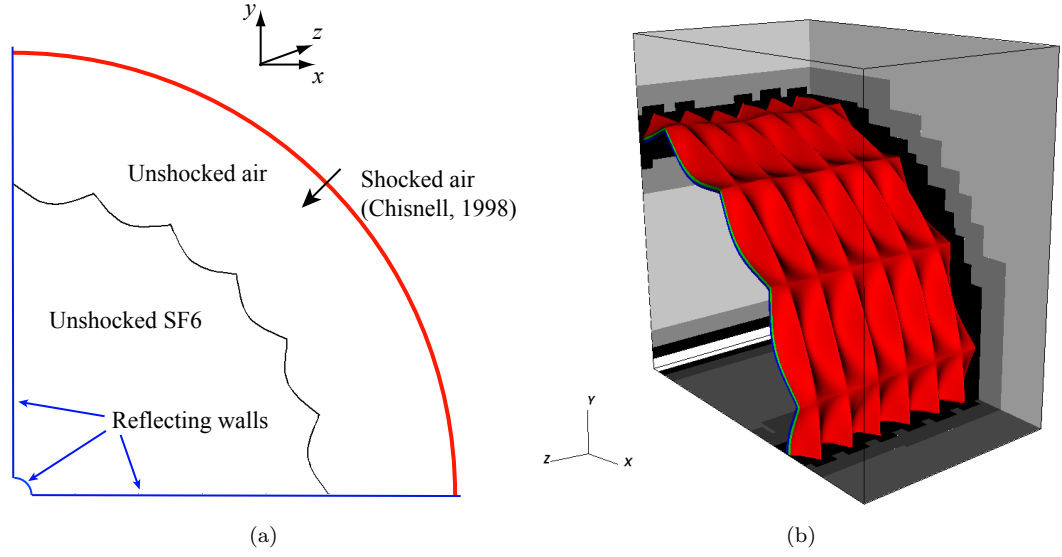 y
z
x
Unshocked air
Shocked air
(Chisnell, 1998)
Unshocked SF6
Reflecting walls
(a)
Y
Z
X
(b)